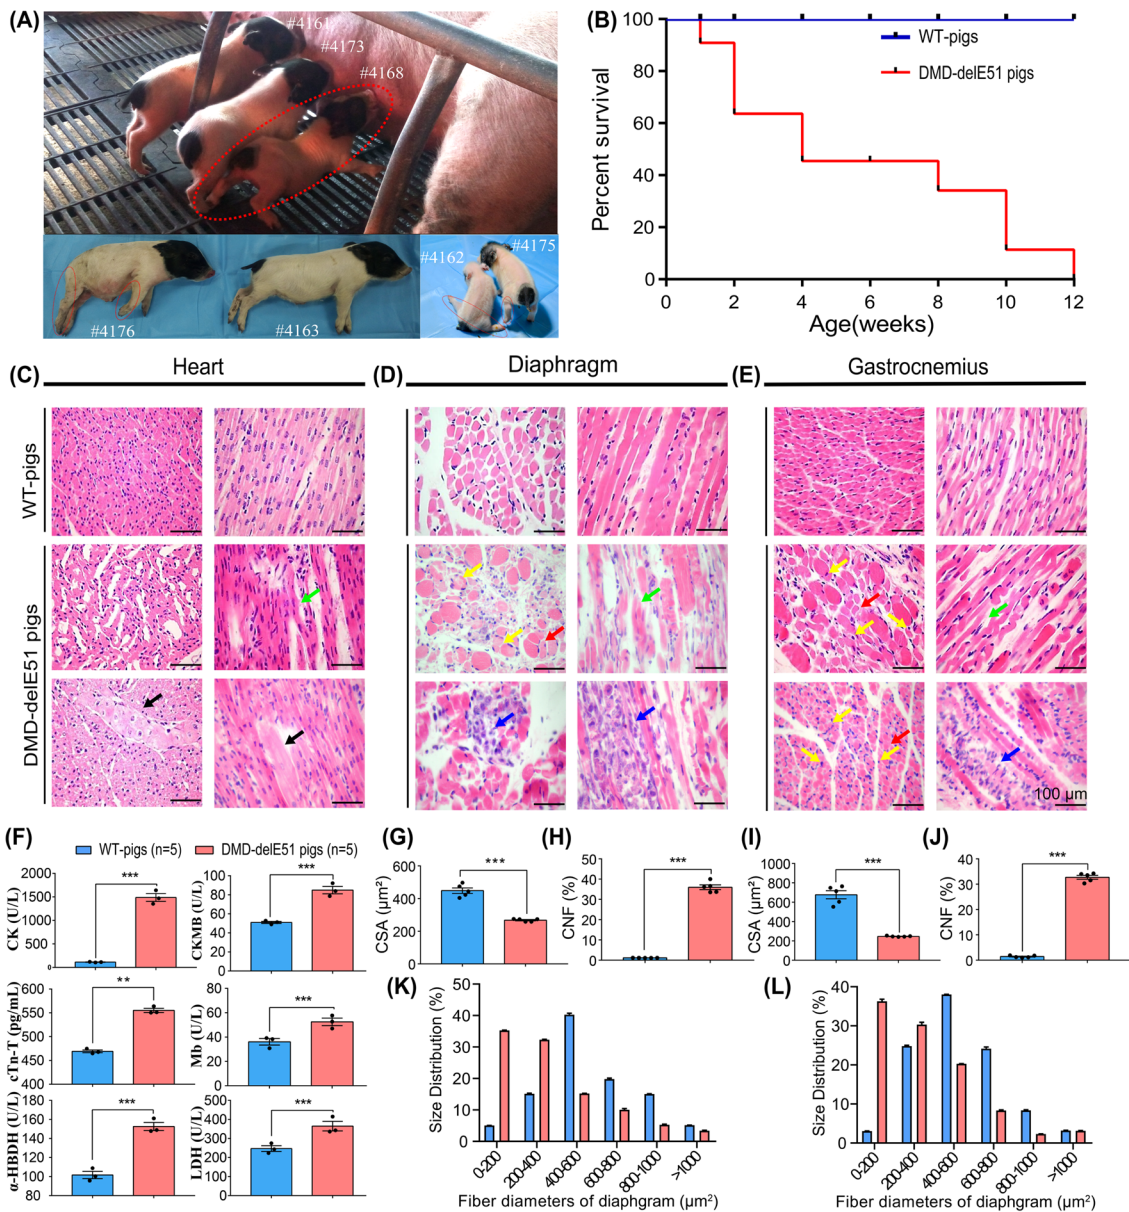 (A)
#4161
#4173
#4168
#4176
#4163
#4162
#4175
(B)
WT-pigs
DMD-delE51 pigs
Percent survival
100
80
60
40
20
0
0 2 4 6 8 10 12
Age(weeks)
(C)
Heart
(D)
Diaphragm
(E)
Gastrocnemius
WT-pigs
DMD-delE51 pigs
100 μm
(F)
WT-pigs (n=5)
DMD-delE51 pigs (n=5)
CK (U/L)
2000
1500
1000
500
0
***
CKMB (U/L)
100
80
60
40
20
0
***
cTn-T (pg/mL)
600
550
500
450
400
**
Mb (U/L)
80
60
40
20
0
***
α-HBDH (U/L)
180
160
140
120
100
80
***
LDH (U/L)
600
400
200
0
***
(G)
CSA (μm²)
600
400
200
0
***
(H)
CNF (%)
50
40
30
20
10
0
***
(I)
CSA (μm²)
1000
800
600
400
200
0
***
(J)
CNF (%)
40
30
20
10
0
***
(K)
Size Distribution (%)
50
40
30
20
10
0
0-200
200-400
400-600
600-800
800-1000
>1000
Fiber diameters of diaphgram (μm²)
(L)
Size Distribution (%)
40
30
20
10
0
0-200
200-400
400-600
600-800
800-1000
>1000
Fiber diameters of diaphgram (μm²)